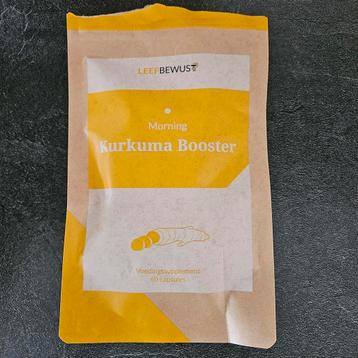 LEEFBEWUST
Morning
Kurkuma Booster
Voedingssupplement
60 capsules